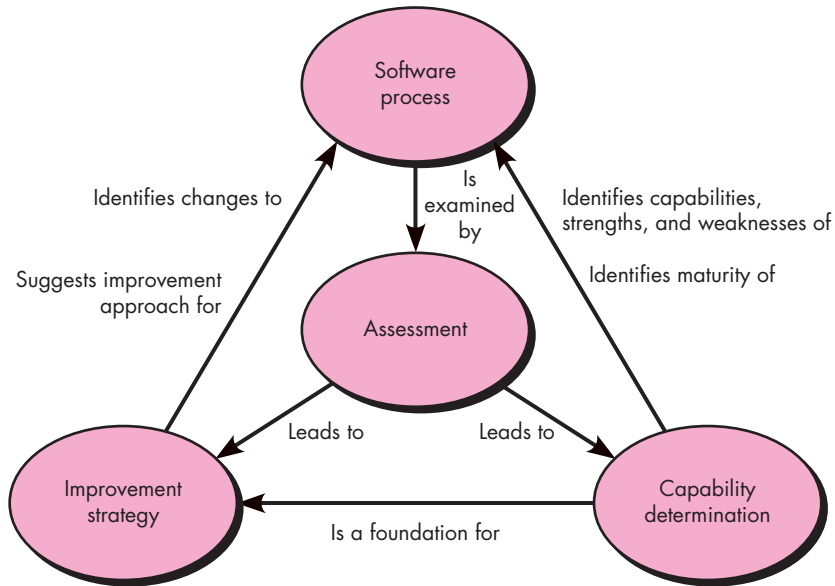 Software
process
Identifies changes to
Is
examined
by
Identifies capabilities,
strengths, and weaknesses of
Suggests improvement
approach for
Identifies maturity of
Assessment
Leads to
Leads to
Improvement
strategy
Capability
determination
Is a foundation for